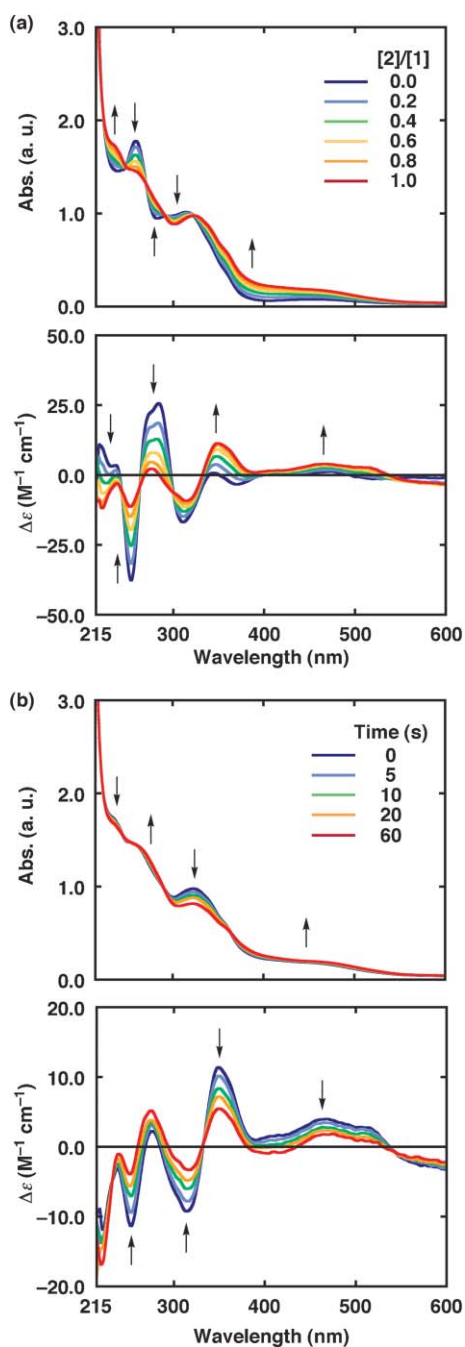 (a)
[2]/[1]
0.0
0.2
0.4
0.6
0.8
1.0
3.0
2.0
1.0
0.0
Abs. (a. u.)
50.0
25.0
0.0
−25.0
−50.0
Δε (M⁻¹ cm⁻¹)
215 300 400 500 600
Wavelength (nm)
(b)
Time (s)
0
5
10
20
60
3.0
2.0
1.0
0.0
Abs. (a. u.)
20.0
10.0
0.0
−10.0
−20.0
Δε (M⁻¹ cm⁻¹)
215 300 400 500 600
Wavelength (nm)